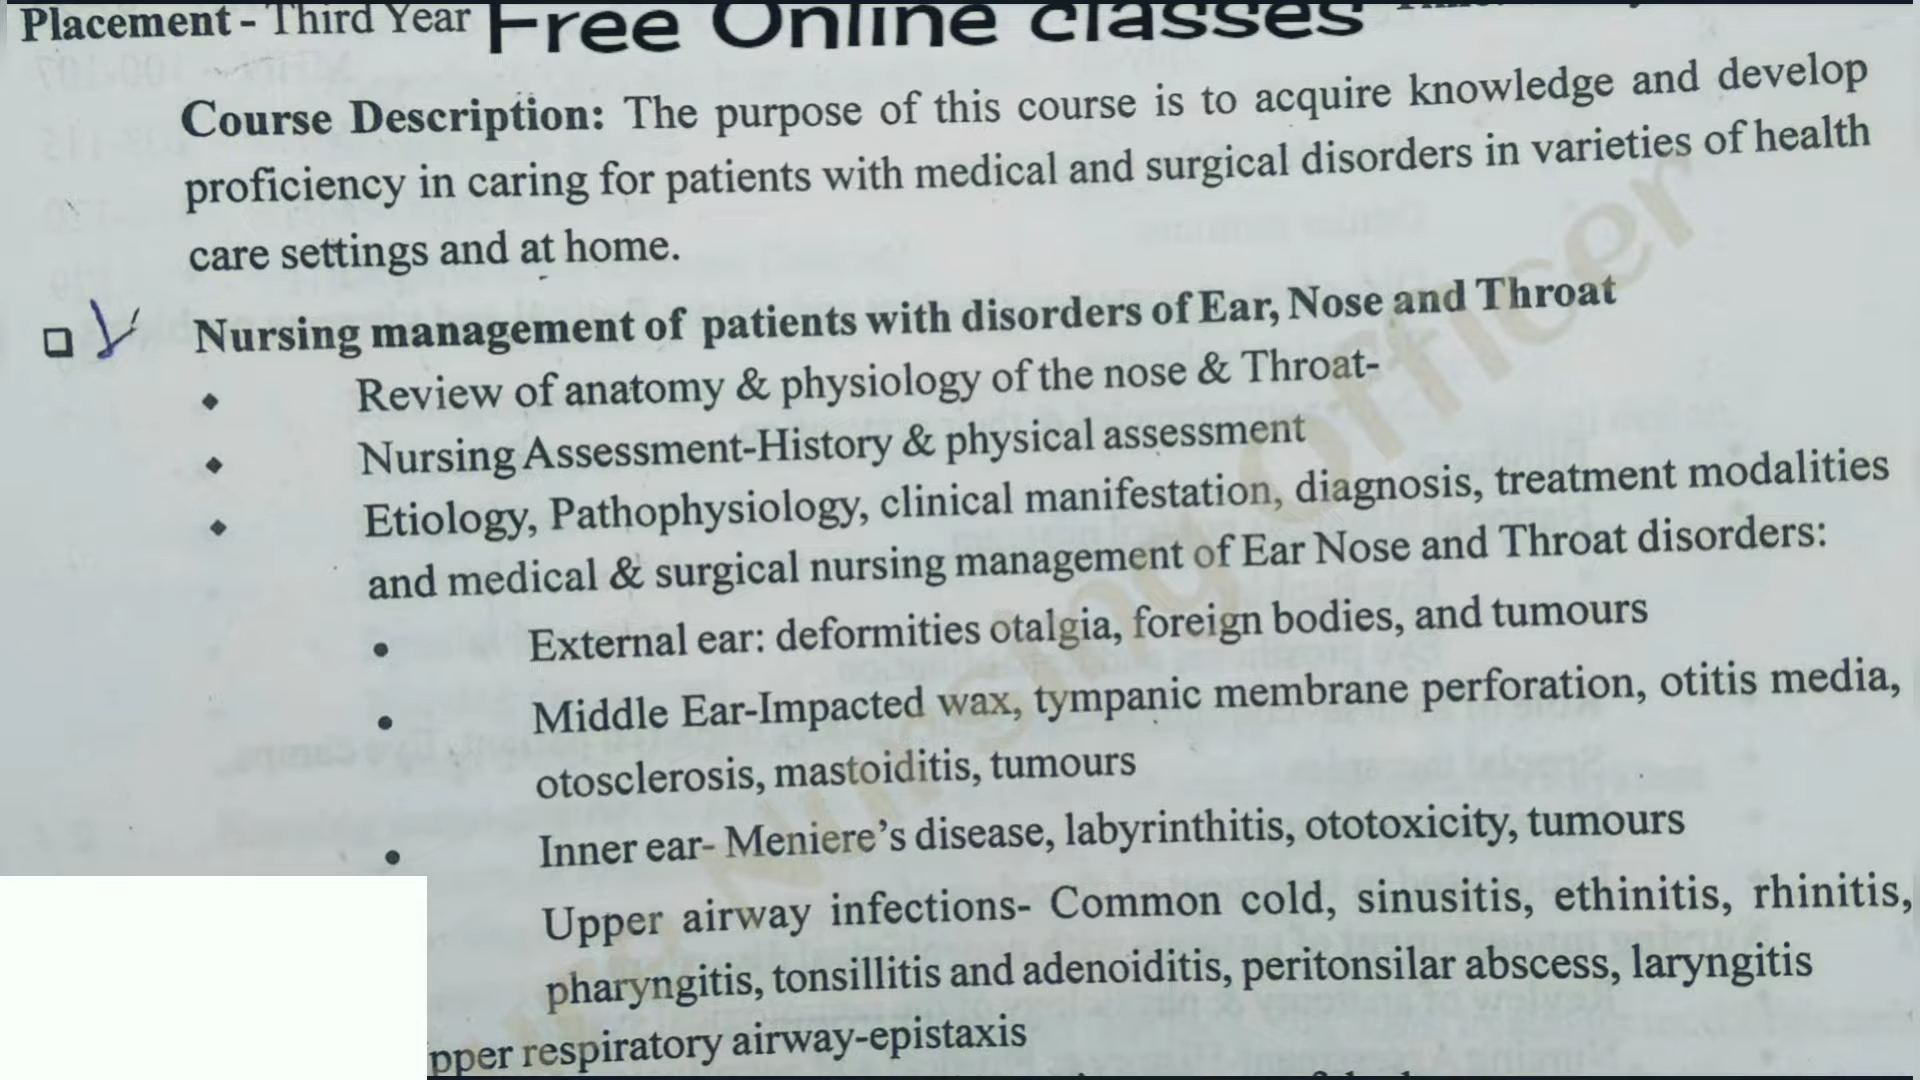 Placement - Third Year Free Online classes
Course Description: The purpose of this course is to acquire knowledge and develop
proficiency in caring for patients with medical and surgical disorders in varieties of health
care settings and at home.
Nursing management of patients with disorders of Ear, Nose and Throat
Review of anatomy & physiology of the nose & Throat-
Nursing Assessment-History & physical assessment
Etiology, Pathophysiology, clinical manifestation, diagnosis, treatment modalities
and medical & surgical nursing management of Ear Nose and Throat disorders:
External ear: deformities otalgia, foreign bodies, and tumours
Middle Ear-Impacted wax, tympanic membrane perforation, otitis media,
otosclerosis, mastoiditis, tumours
Inner ear- Meniere's disease, labyrinthitis, ototoxicity, tumours
Upper airway infections- Common cold, sinusitis, ethinitis, rhinitis,
pharyngitis, tonsillitis and adenoiditis, peritonsilar abscess, laryngitis
pper respiratory airway-epistaxis
Nursing Officer